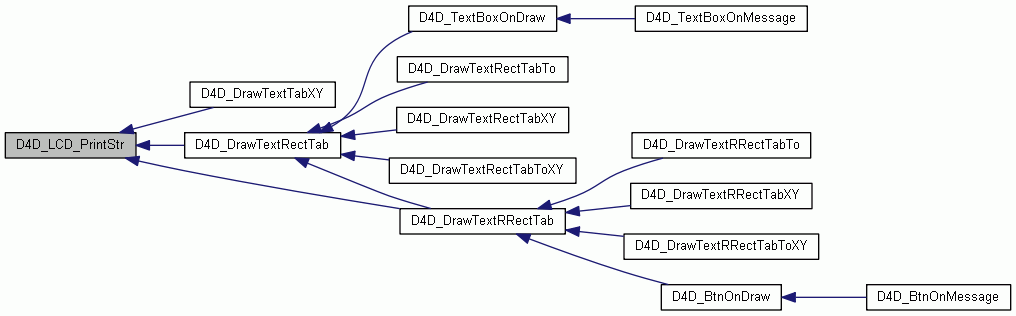 D4D_TextBoxOnDraw
D4D_TextBoxOnMessage
D4D_DrawTextRectTabTo
D4D_DrawTextTabXY
D4D_DrawTextRectTabXY
D4D_LCD_PrintStr
D4D_DrawTextRectTab
D4D_DrawTextRRectTabTo
D4D_DrawTextRectTabToXY
D4D_DrawTextRRectTabXY
D4D_DrawTextRRectTab
D4D_DrawTextRRectTabToXY
D4D_BtnOnDraw
D4D_BtnOnMessage